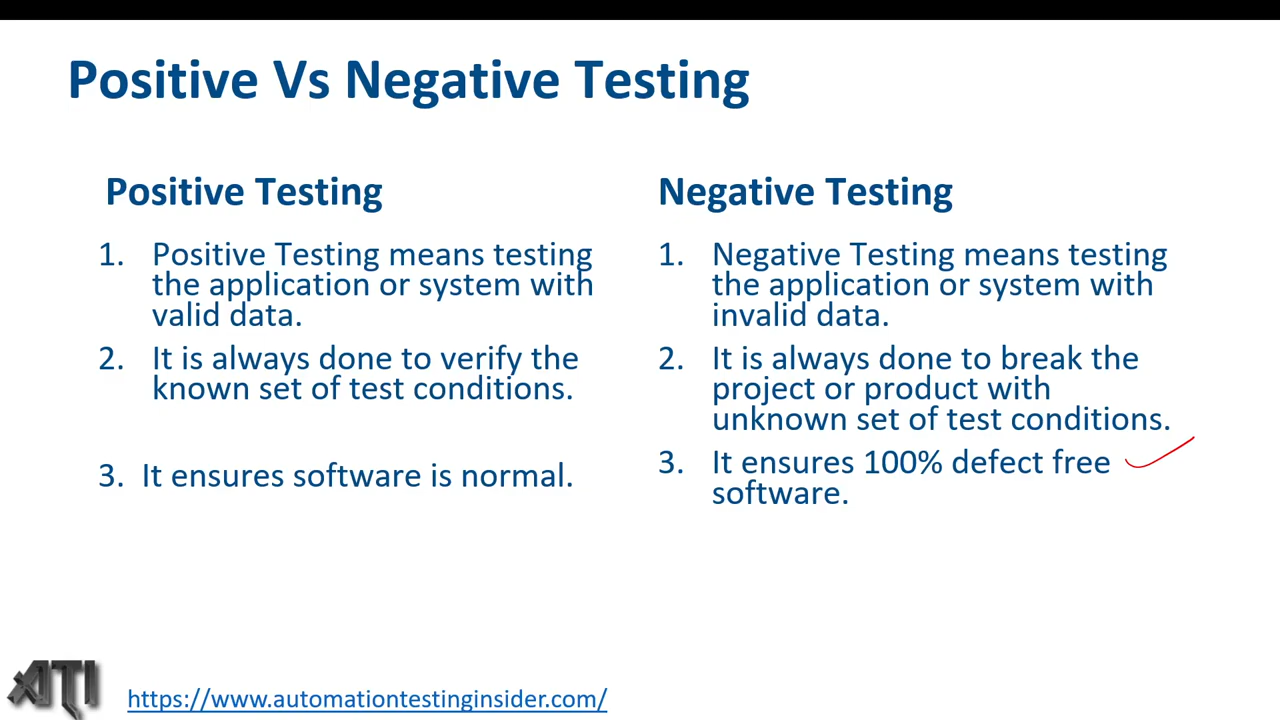 Positive Vs Negative Testing
Positive Testing
1. Positive Testing means testing
the application or system with
valid data.
2. It is always done to verify the
known set of test conditions.
3. It ensures software is normal.
Negative Testing
1. Negative Testing means testing
the application or system with
invalid data.
2. It is always done to break the
project or product with
unknown set of test conditions.
3. It ensures 100% defect free
software.
ATI
https://www.automationtestinginsider.com/